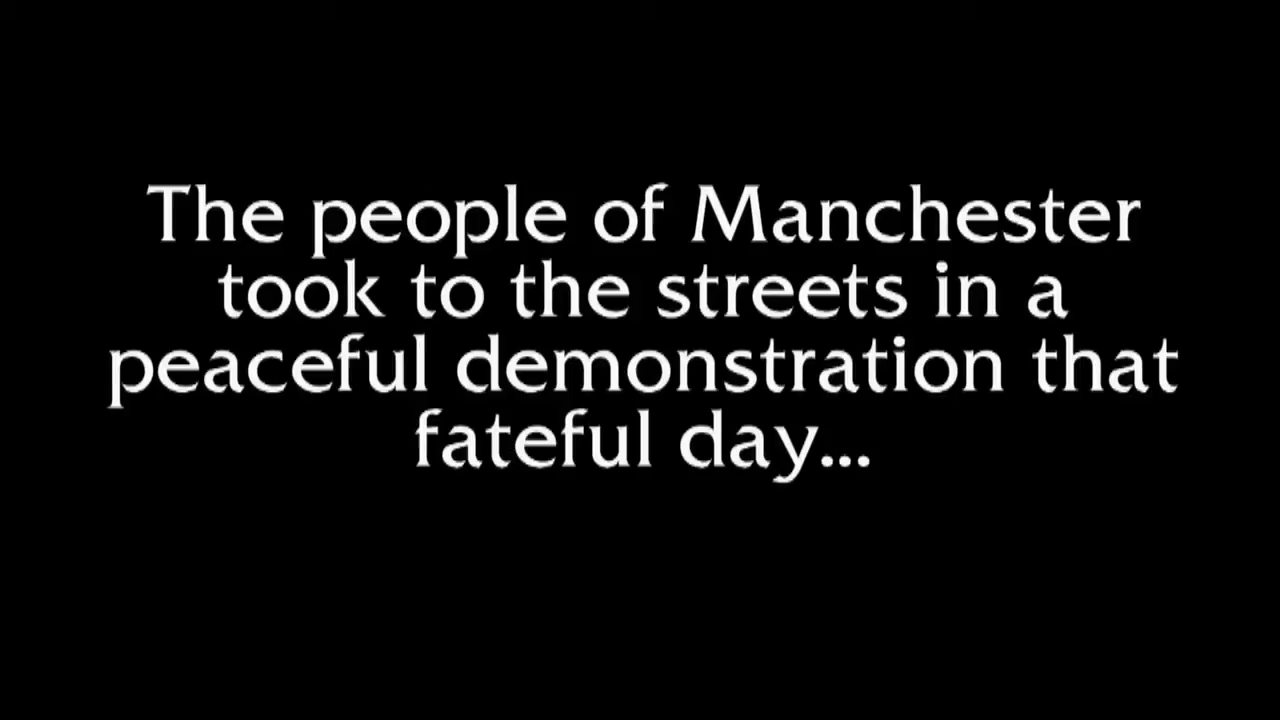 The people of Manchester
took to the streets in a
peaceful demonstration that
fateful day...